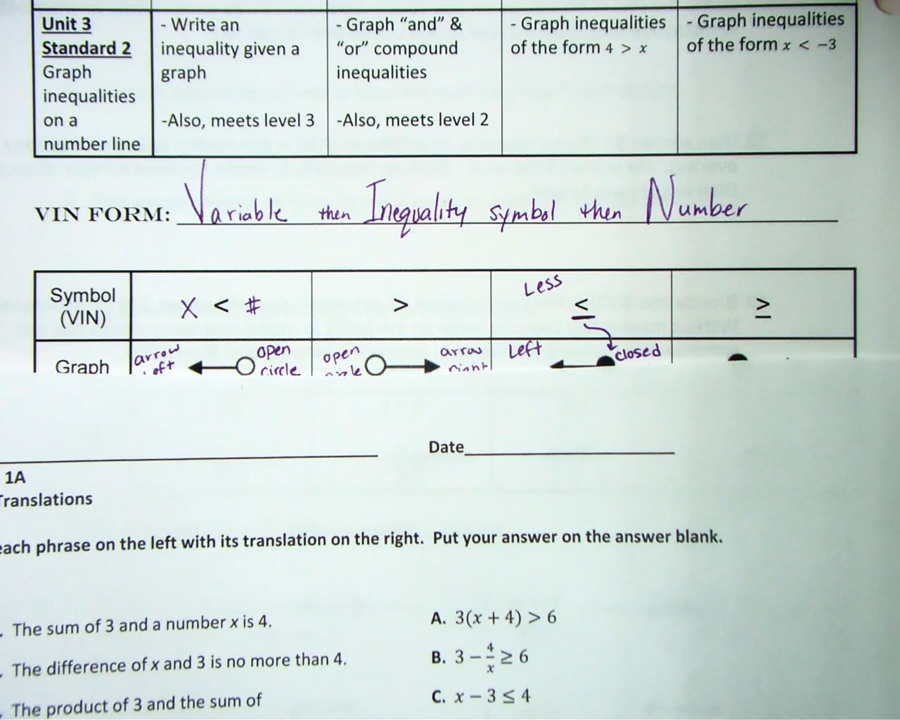 Unit 3
Standard 2
Graph
inequalities
on a
number line
- Write an
inequality given a
graph
-Also, meets level 3
- Graph “and” &
“or” compound
inequalities
-Also, meets level 2
- Graph inequalities
of the form 4 > x
- Graph inequalities
of the form x < −3
VIN FORM: Variable then Inequality symbol then Number
Symbol
(VIN)
X < #
>
Less
≤
≥
Graph
arrow
left
open
circle
open
circle
arrow
right
Left
closed
Date
1A
Translations
each phrase on the left with its translation on the right. Put your answer on the answer blank.
. The sum of 3 and a number x is 4.
A. 3(x + 4) > 6
. The difference of x and 3 is no more than 4.
B. 3 − 4/x ≥ 6
. The product of 3 and the sum of
C. x − 3 ≤ 4